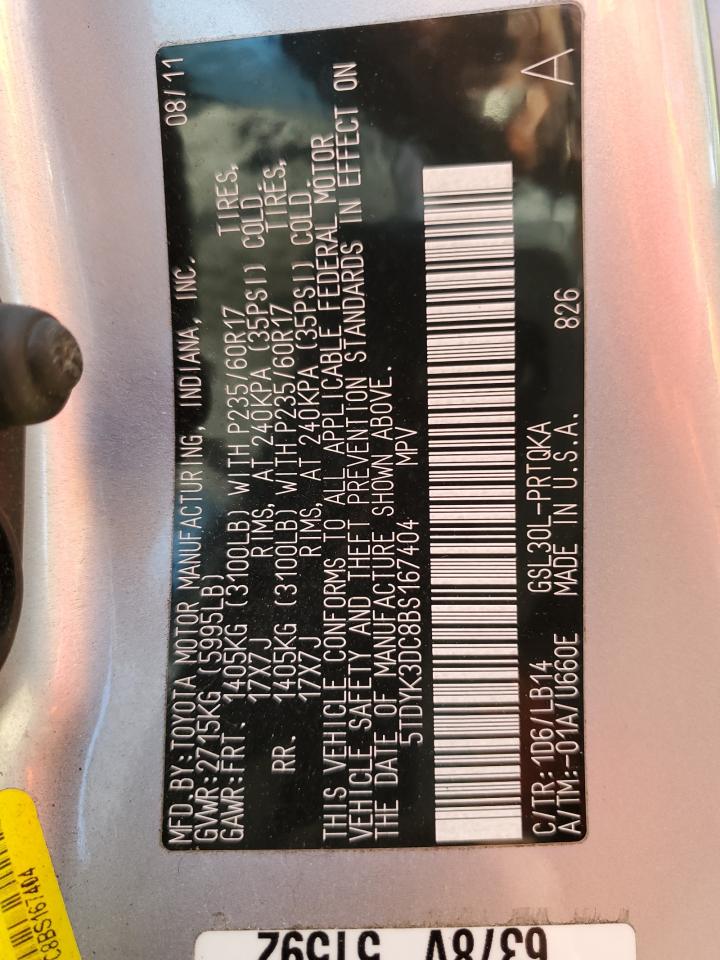 MFD.BY:TOYOTA MOTOR MANUFACTURING, INDIANA, INC. 08/11
GVWR:2715KG (5995LB)
GAWR:FRT. 1405KG (3100LB) WITH P235/60R17 TIRES,
17X7J RIMS, AT 240KPA (35PSI) COLD.
RR. 1405KG (3100LB) WITH P235/60R17 TIRES,
17X7J RIMS, AT 240KPA (35PSI) COLD.
THIS VEHICLE CONFORMS TO ALL APPLICABLE FEDERAL MOTOR
VEHICLE SAFETY AND THEFT PREVENTION STANDARDS IN EFFECT ON
THE DATE OF MANUFACTURE SHOWN ABOVE.
5TDYK3DC8BS167404 MPV
C/TR:1D6/LB14 GSL30L-PRTQKA A
A/TM:-01A/U660E MADE IN U.S.A. 826
C8BS167404